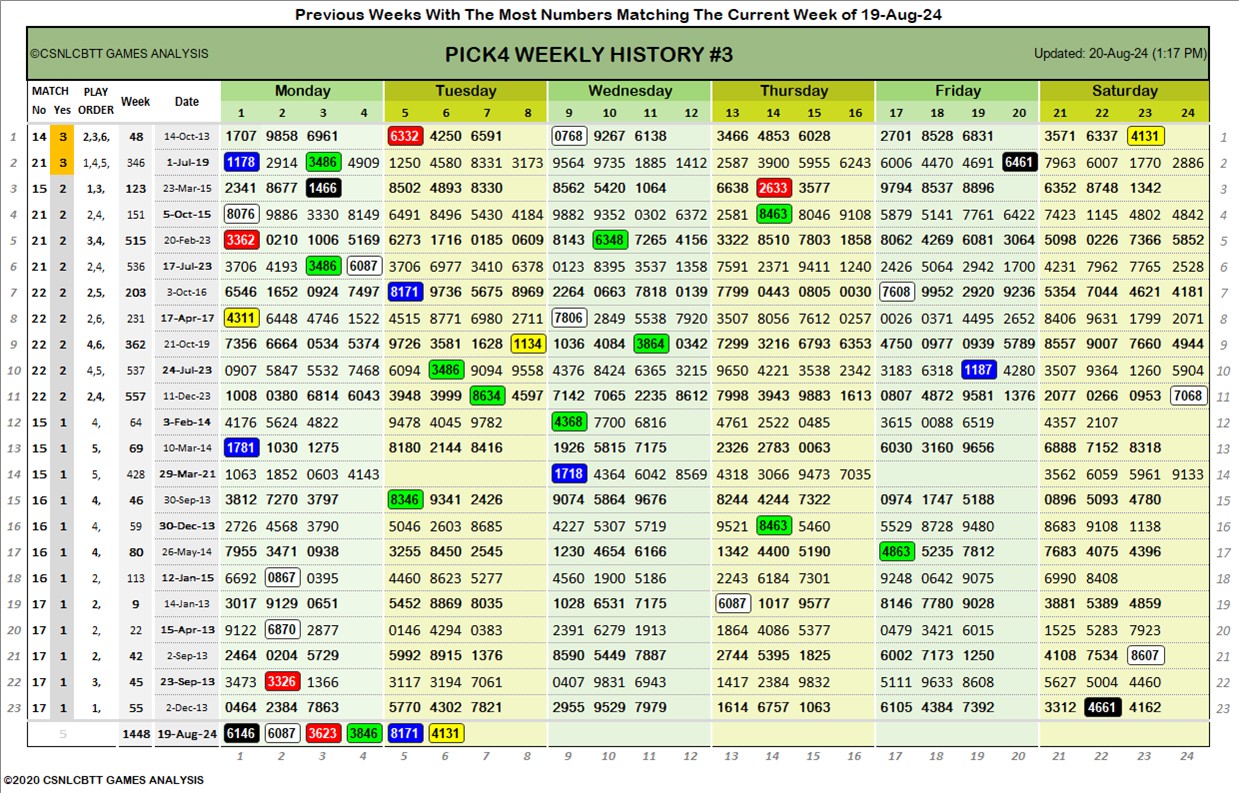 Previous Weeks With The Most Numbers Matching The Current Week of 19-Aug-24
©CSNLCBTT GAMES ANALYSIS PICK4 WEEKLY HISTORY #3 Updated: 20-Aug-24 (1:17 PM)
MATCH PLAY Week Date Monday Tuesday Wednesday Thursday Friday Saturday
No Yes ORDER 1 2 3 4 5 6 7 8 9 10 11 12 13 14 15 16 17 18 19 20 21 22 23 24
1 14 3 2,3,6, 48 14-Oct-13 1707 9858 6961 6332 4250 6591 0768 9267 6138 3466 4853 6028 2701 8528 6831 3571 6337 4131 1
2 21 3 1,4,5, 346 1-Jul-19 1178 2914 3486 4909 1250 4580 8331 3173 9564 9735 1885 1412 2587 3900 5955 6243 6006 4470 4691 6461 7963 6007 1770 2886 2
3 15 2 1,3, 123 23-Mar-15 2341 8677 1466 8502 4893 8330 8562 5420 1064 6638 2633 3577 9794 8537 8896 6352 8748 1342 3
4 21 2 2,4, 151 5-Oct-15 8076 9886 3330 8149 6491 8496 5430 4184 9882 9352 0302 6372 2581 8463 8046 9108 5879 5141 7761 6422 7423 1145 4802 4842 4
5 21 2 3,4, 515 20-Feb-23 3362 0210 1006 5169 6273 1716 0185 0609 8143 6348 7265 4156 3322 8510 7803 1858 8062 4269 6081 3064 5098 0226 7366 5852 5
6 21 2 2,4, 536 17-Jul-23 3706 4193 3486 6087 3706 6977 3410 6378 0123 8395 3537 1358 7591 2371 9411 1240 2426 5064 2942 1700 4231 7962 7765 2528 6
7 22 2 2,5, 203 3-Oct-16 6546 1652 0924 7497 8171 9736 5675 8969 2264 0663 7818 0139 7799 0443 0805 0030 7608 9952 2920 9236 5354 7044 4621 4181 7
8 22 2 2,6, 231 17-Apr-17 4311 6448 4746 1522 4515 8771 6980 2711 7806 2849 5538 7920 3507 8056 7612 0257 0026 0371 4495 2652 8406 9631 1799 2071 8
9 22 2 4,6, 362 21-Oct-19 7356 6664 0534 5374 9726 3581 1628 1134 1036 4084 3864 0342 7299 3216 6793 6353 4750 0977 0939 5789 8557 9007 7660 4944 9
10 22 2 4,5, 537 24-Jul-23 0907 5847 5532 7468 6094 3486 9094 9558 4376 8424 6365 3215 9650 4221 3538 2342 3183 6318 1187 4280 3507 9364 1260 5904 10
11 22 2 2,4, 557 11-Dec-23 1008 0380 6814 6043 3948 3999 8634 4597 7142 7065 2235 8612 7998 3943 9883 1613 0807 4872 9581 1376 2077 0266 0953 7068 11
12 15 1 4, 64 3-Feb-14 4176 5624 4822 9478 4045 9782 4368 7700 6816 4761 2522 0485 3615 0088 6519 4357 2107 12
13 15 1 5, 69 10-Mar-14 1781 1030 1275 8180 2144 8416 1926 5815 7175 2326 2783 0063 6030 3160 9656 6888 7152 8318 13
14 15 1 5, 428 29-Mar-21 1063 1852 0603 4143 1718 4364 6042 8569 4318 3066 9473 7035 3562 6059 5961 9133 14
15 16 1 4, 46 30-Sep-13 3812 7270 3797 8346 9341 2426 9074 5864 9676 8244 4244 7322 0974 1747 5188 0896 5093 4780 15
16 16 1 4, 59 30-Dec-13 2726 4568 3790 5046 2603 8685 4227 5307 5719 9521 8463 5460 5529 8728 9480 8683 9108 1138 16
17 16 1 4, 80 26-May-14 7955 3471 0938 3255 8450 2545 1230 4654 6166 1342 4400 5190 4863 5235 7812 7683 4075 4396 17
18 16 1 2, 113 12-Jan-15 6692 0867 0395 4460 8623 5277 4560 1900 5186 2243 6184 7301 9248 0642 9075 6990 8408 18
19 17 1 2, 9 14-Jan-13 3017 9129 0651 5452 8869 8035 1028 6531 7175 6087 1017 9577 8146 7780 9028 3881 5389 4859 19
20 17 1 2, 22 15-Apr-13 9122 6870 2877 0146 4294 0383 2391 6279 1913 1864 4086 5377 0479 3421 6015 1525 5283 7923 20
21 17 1 2, 42 2-Sep-13 2464 0204 5729 5992 8915 1376 8590 5449 7887 2744 5395 1825 6002 7173 1250 4108 7534 8607 21
22 17 1 3, 45 23-Sep-13 3473 3326 1366 3117 3194 7061 0407 9831 6943 1417 2384 9832 5111 9633 8608 5627 5004 4460 22
23 17 1 1, 55 2-Dec-13 0464 2384 7863 5770 4302 7821 2955 9529 7979 1614 6757 1063 6105 4384 7392 3312 4661 4162 23
5 1448 19-Aug-24 6146 6087 3623 3846 8171 4131
1 2 3 4 5 6 7 8 9 10 11 12 13 14 15 16 17 18 19 20 21 22 23 24
©2020 CSNLCBTT GAMES ANALYSIS